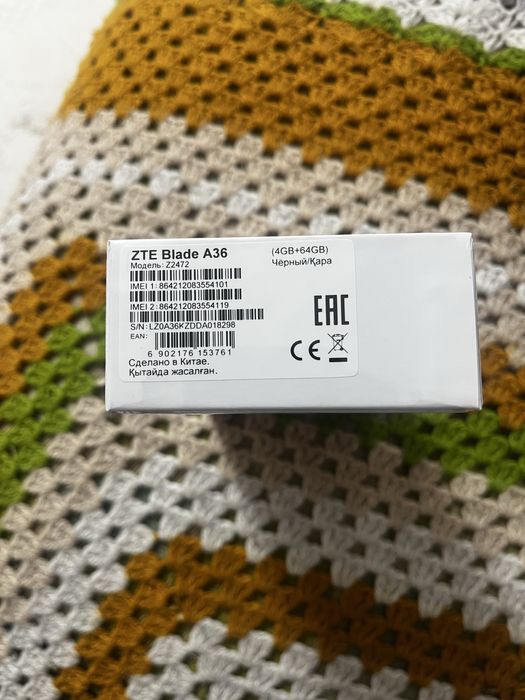 ZTE Blade A36
(4GB+64GB)
Модель: Z2472
Чёрный/Қара
IMEI 1: 864212083554101
IMEI 2: 864212083554119
S/N: LZ0A36KZDDA018298
EAN:
6 902176 153761
EAC
CE
Сделано в Китае.
Қытайда жасалған.